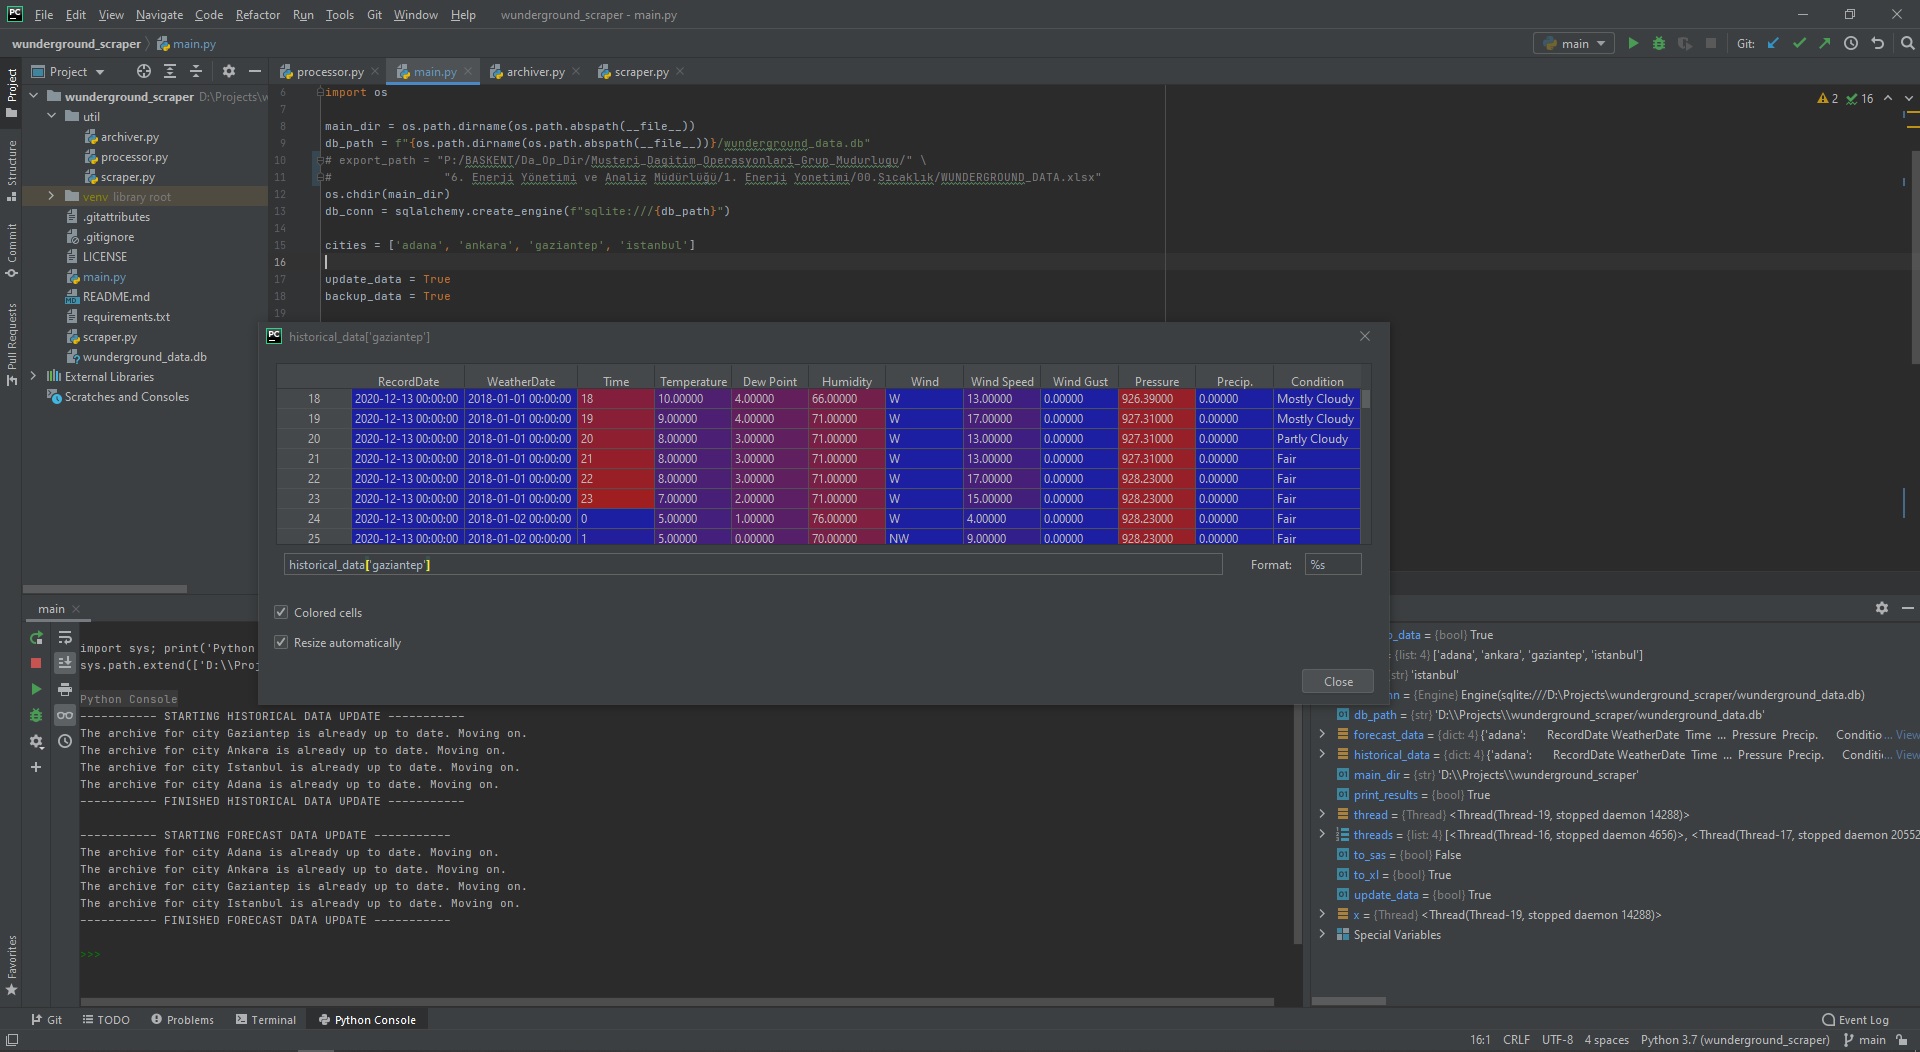 File Edit View Navigate Code Refactor Run Tools Git Window Help wunderground_scraper - main.py
wunderground_scraper main.py
main
Git:
Project
processor.py main.py archiver.py scraper.py
wunderground_scraper D:\Projects\w
util
archiver.py
processor.py
scraper.py
venv library root
.gitattributes
.gitignore
LICENSE
main.py
README.md
requirements.txt
scraper.py
wunderground_data.db
External Libraries
Scratches and Consoles
Project
Structure
Commit
Pull Requests
Favorites
2 16
6 import os
7
8 main_dir = os.path.dirname(os.path.abspath(__file__))
9 db_path = f"{os.path.dirname(os.path.abspath(__file__))}/wunderground_data.db"
10 # export_path = "P:/BASKENT/Da_Op_Dir/Musteri_Dagitim_Operasyonlari_Grup_Mudurlugu/" \
11 # "6. Enerji Yönetimi ve Analiz Müdürlüğü/1. Enerji Yonetimi/00.Sıcaklık/WUNDERGROUND_DATA.xlsx"
12 os.chdir(main_dir)
13 db_conn = sqlalchemy.create_engine(f"sqlite:///{db_path}")
14
15 cities = ['adana', 'ankara', 'gaziantep', 'istanbul']
16
17 update_data = True
18 backup_data = True
19
PC historical_data['gaziantep']
RecordDate WeatherDate Time Temperature Dew Point Humidity Wind Wind Speed Wind Gust Pressure Precip. Condition
18 2020-12-13 00:00:00 2018-01-01 00:00:00 18 10.00000 4.00000 66.00000 W 13.00000 0.00000 926.39000 0.00000 Mostly Cloudy
19 2020-12-13 00:00:00 2018-01-01 00:00:00 19 9.00000 4.00000 71.00000 W 17.00000 0.00000 927.31000 0.00000 Mostly Cloudy
20 2020-12-13 00:00:00 2018-01-01 00:00:00 20 8.00000 3.00000 71.00000 W 13.00000 0.00000 927.31000 0.00000 Partly Cloudy
21 2020-12-13 00:00:00 2018-01-01 00:00:00 21 8.00000 3.00000 71.00000 W 13.00000 0.00000 927.31000 0.00000 Fair
22 2020-12-13 00:00:00 2018-01-01 00:00:00 22 8.00000 3.00000 71.00000 W 17.00000 0.00000 928.23000 0.00000 Fair
23 2020-12-13 00:00:00 2018-01-01 00:00:00 23 7.00000 2.00000 71.00000 W 15.00000 0.00000 928.23000 0.00000 Fair
24 2020-12-13 00:00:00 2018-01-02 00:00:00 0 5.00000 1.00000 76.00000 W 4.00000 0.00000 928.23000 0.00000 Fair
25 2020-12-13 00:00:00 2018-01-02 00:00:00 1 5.00000 0.00000 70.00000 NW 9.00000 0.00000 928.23000 0.00000 Fair
historical_data['gaziantep'] Format: %s
Colored cells
Resize automatically
Close
main
import sys; print('Python
sys.path.extend(['D:\\Proj
Python Console
----------- STARTING HISTORICAL DATA UPDATE -----------
The archive for city Gaziantep is already up to date. Moving on.
The archive for city Ankara is already up to date. Moving on.
The archive for city Istanbul is already up to date. Moving on.
The archive for city Adana is already up to date. Moving on.
----------- FINISHED HISTORICAL DATA UPDATE -----------
----------- STARTING FORECAST DATA UPDATE -----------
The archive for city Adana is already up to date. Moving on.
The archive for city Ankara is already up to date. Moving on.
The archive for city Gaziantep is already up to date. Moving on.
The archive for city Istanbul is already up to date. Moving on.
----------- FINISHED FORECAST DATA UPDATE -----------
>>>
_data = {bool} True
= {list: 4} ['adana', 'ankara', 'gaziantep', 'istanbul']
str} 'istanbul'
nn = {Engine} Engine(sqlite:///D:\Projects\wunderground_scraper/wunderground_data.db)
db_path = {str} 'D:\\Projects\\wunderground_scraper/wunderground_data.db'
forecast_data = {dict: 4} {'adana': RecordDate WeatherDate Time ... Pressure Precip. Conditio... View
historical_data = {dict: 4} {'adana': RecordDate WeatherDate Time ... Pressure Precip. Conditi... View
main_dir = {str} 'D:\\Projects\\wunderground_scraper'
print_results = {bool} True
thread = {Thread} <Thread(Thread-19, stopped daemon 14288)>
threads = {list: 4} [<Thread(Thread-16, stopped daemon 4656)>, <Thread(Thread-17, stopped daemon 20552
to_sas = {bool} False
to_xl = {bool} True
update_data = {bool} True
x = {Thread} <Thread(Thread-19, stopped daemon 14288)>
Special Variables
Git TODO Problems Terminal Python Console Event Log
16:1 CRLF UTF-8 4 spaces Python 3.7 (wunderground_scraper) main